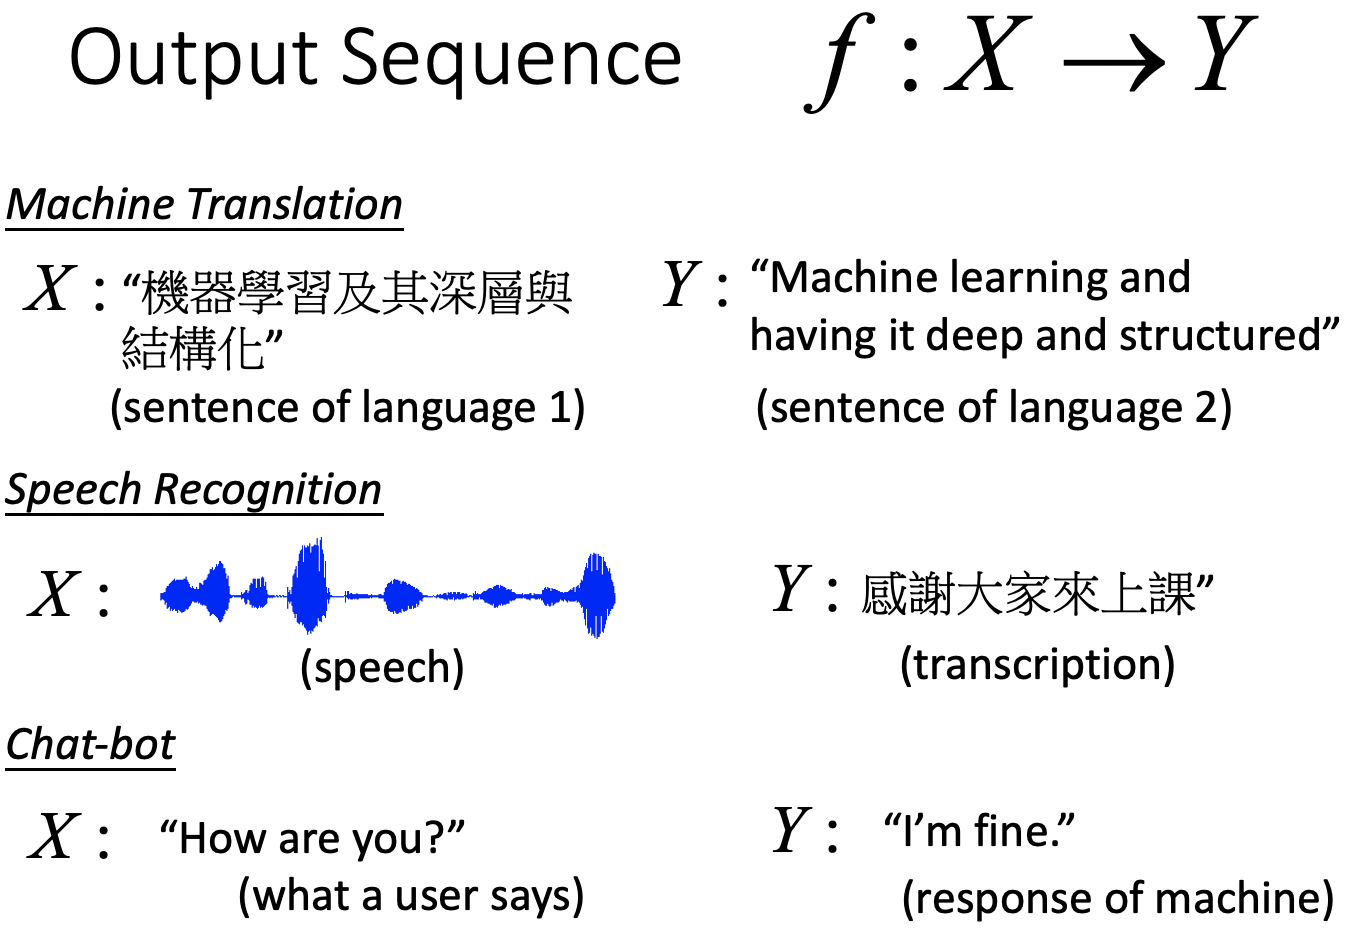 Output Sequence f : X → Y
Machine Translation
X : “機器學習及其深層與
結構化”
(sentence of language 1)
Y : “Machine learning and
having it deep and structured”
(sentence of language 2)
Speech Recognition
X :
(speech)
Y : 感謝大家來上課”
(transcription)
Chat-bot
X : “How are you?”
(what a user says)
Y : “I’m fine.”
(response of machine)